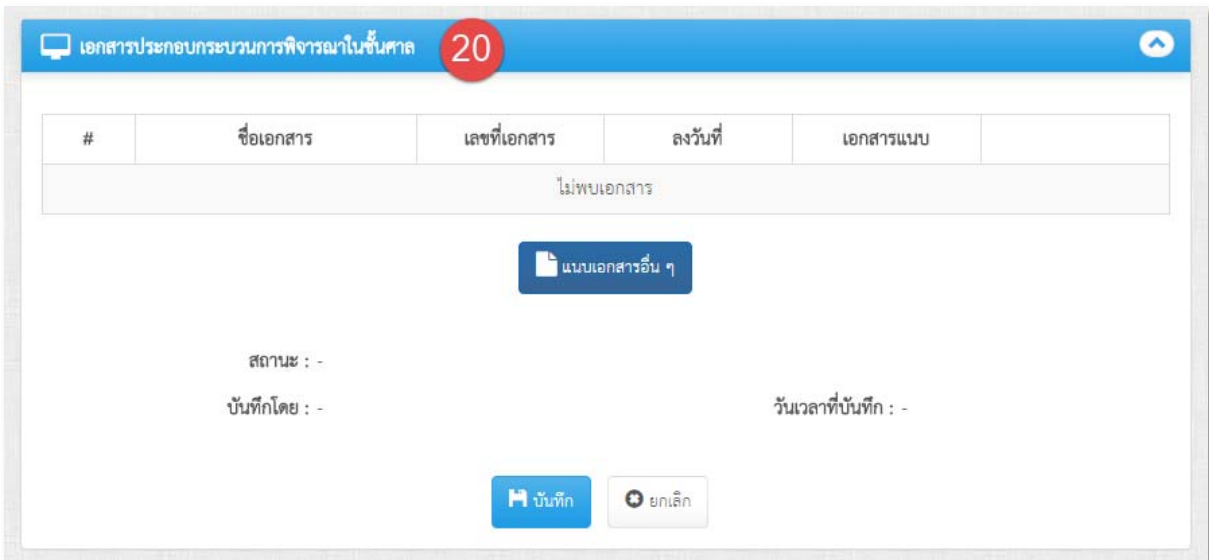 เอกสารประกอบกระบวนการพิจารณาในชั้นศาล 20
# ชื่อเอกสาร เลขที่เอกสาร ลงวันที่ เอกสารแนบ
ไม่พบเอกสาร
แนบเอกสารอื่น ๆ
สถานะ : -
บันทึกโดย : - วันเวลาที่บันทึก : -
บันทึก ยกเลิก